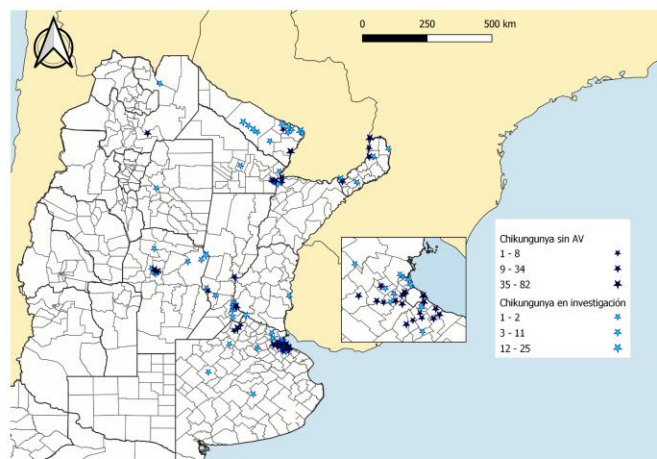 0 250 500 km
Chikungunya sin AV
1 - 8
9 - 34
35 - 82
Chikungunya en investigación
1 - 2
3 - 11
12 - 25